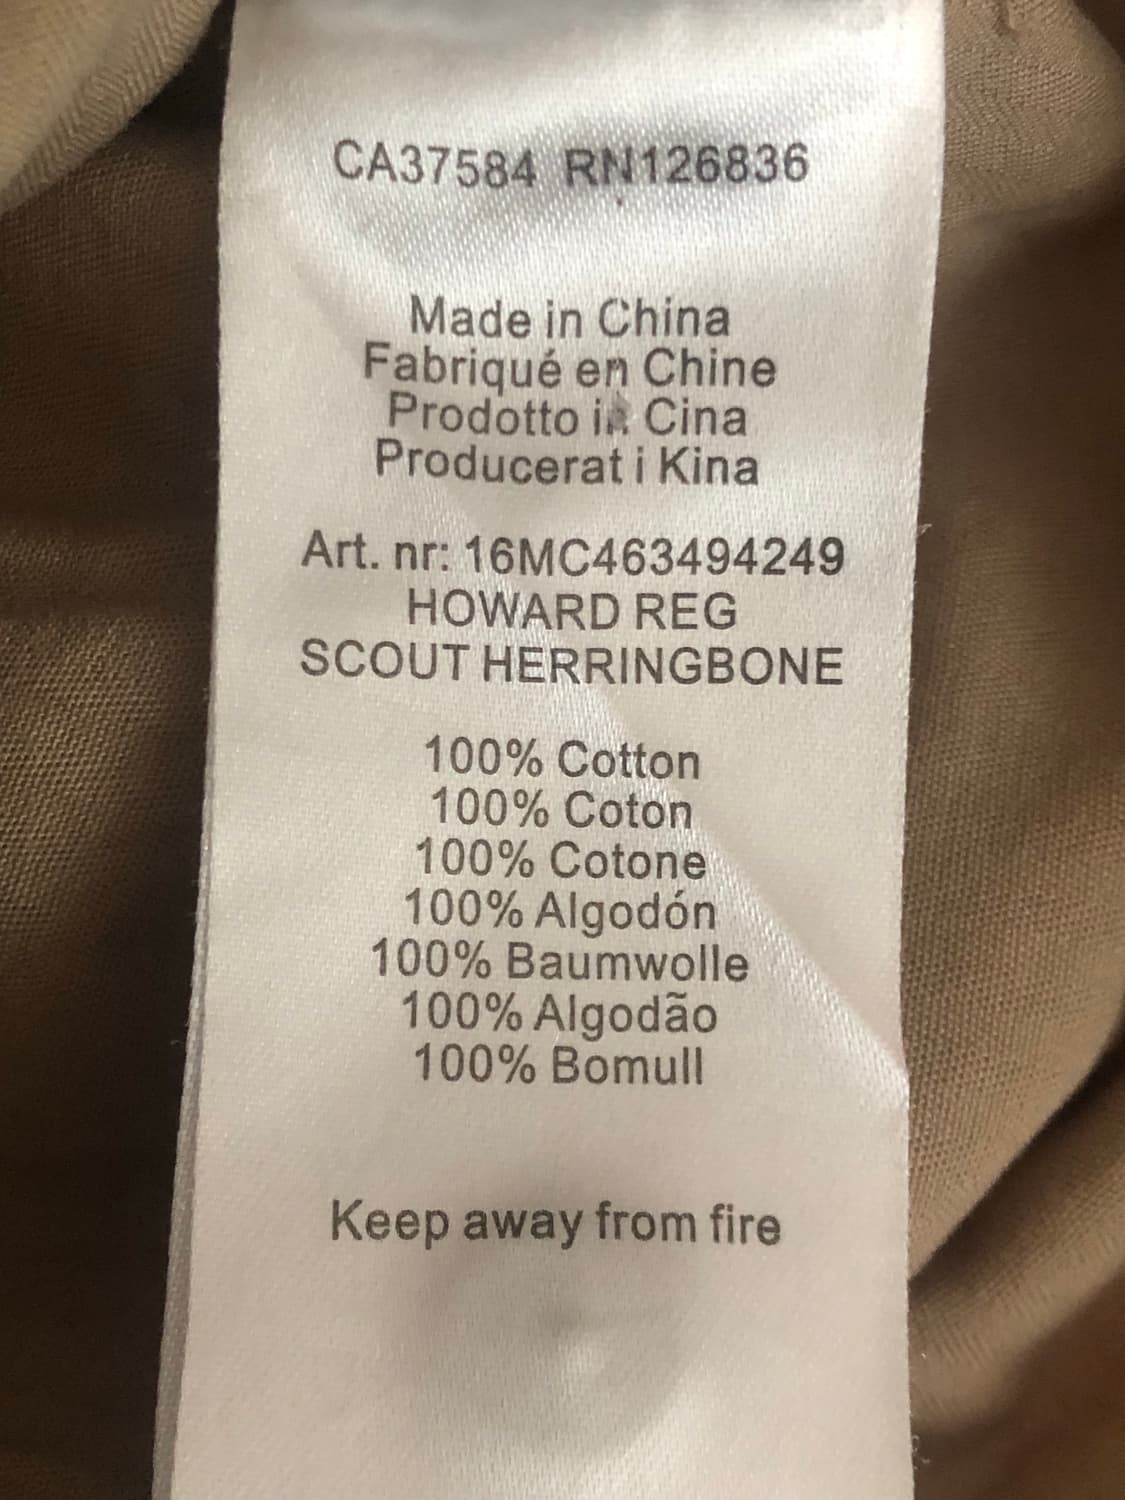 CA37584 RN126836
Made in China
Fabriqué en Chine
Prodotto in Cina
Producerat i Kina
Art. nr: 16MC463494249
HOWARD REG
SCOUT HERRINGBONE
100% Cotton
100% Coton
100% Cotone
100% Algodón
100% Baumwolle
100% Algodão
100% Bomull
Keep away from fire